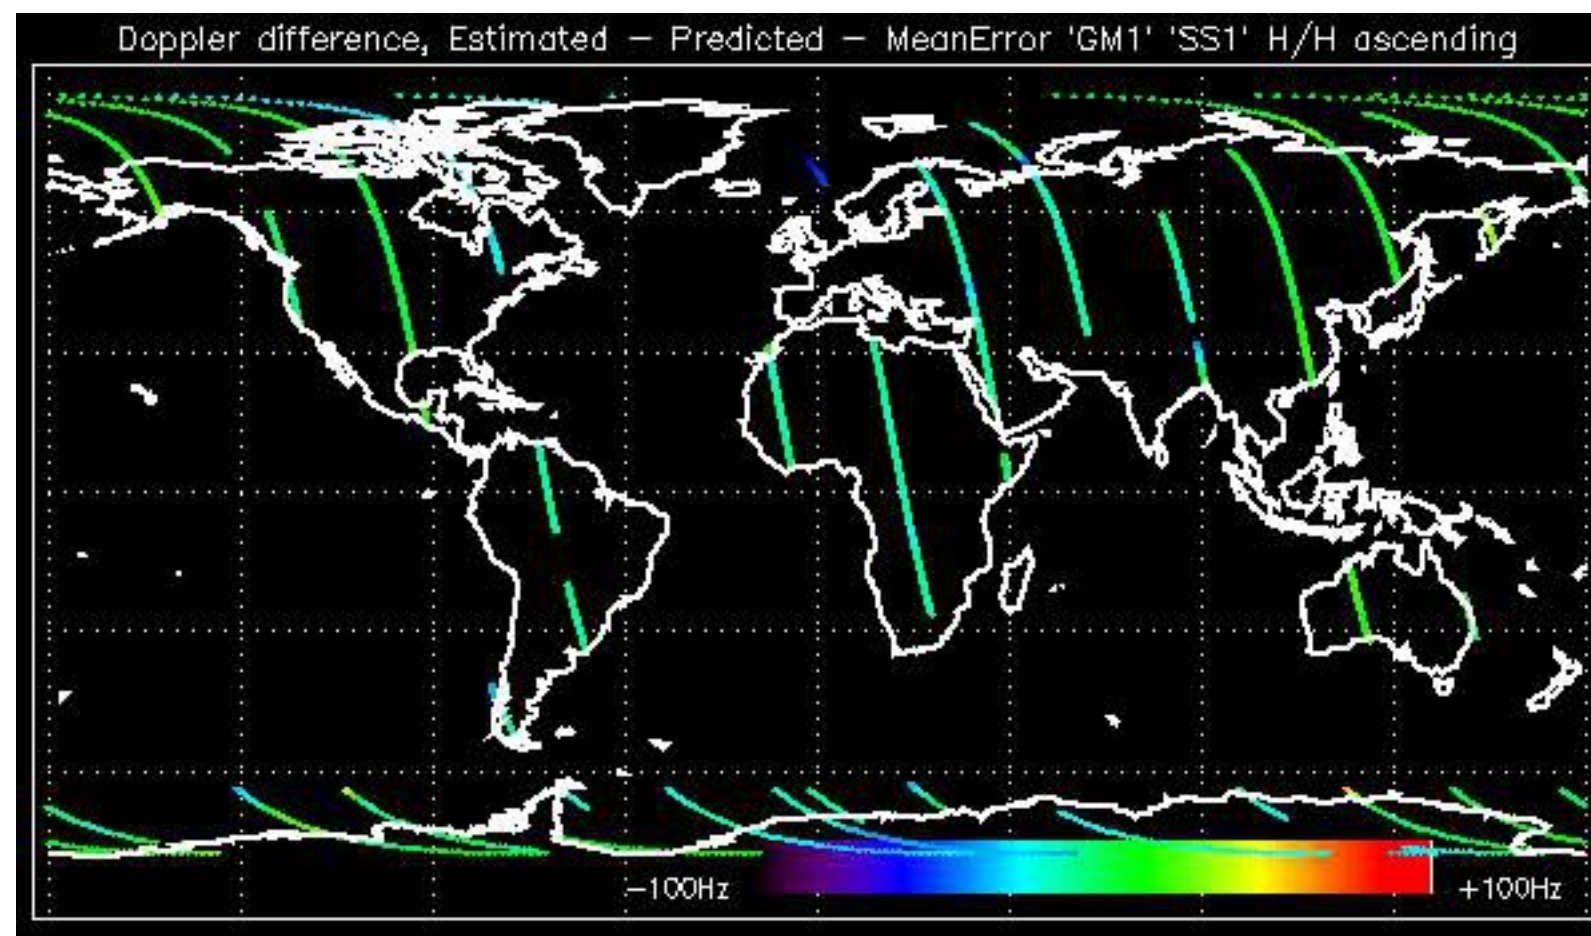 Doppler difference, Estimated – Predicted – MeanError 'GM1' 'SS1' H/H ascending
–100Hz
+100Hz